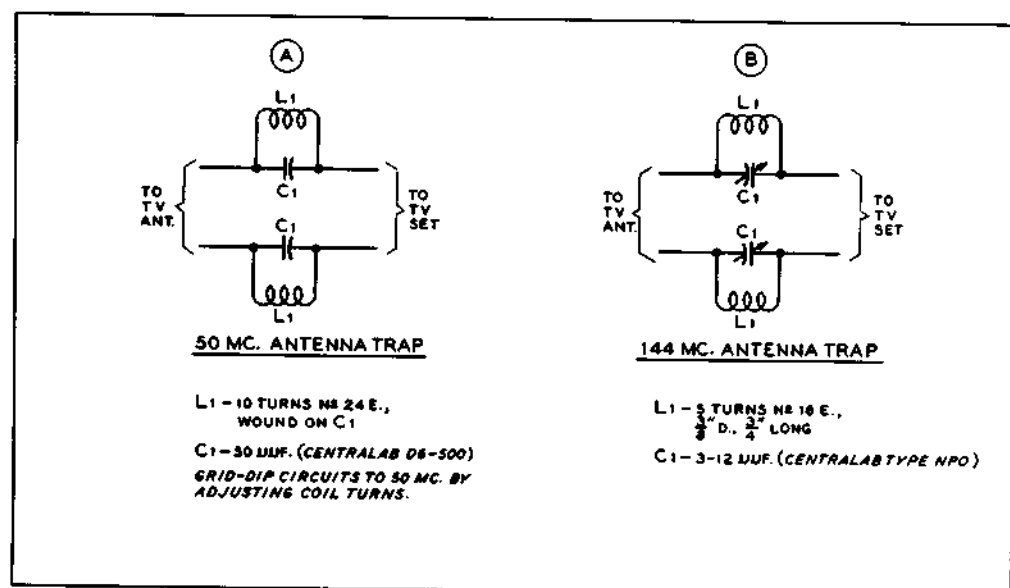 A
L1
C1
TO TV ANT.
TO TV SET
C1
L1
50 MC. ANTENNA TRAP
L1 – 10 TURNS Nº 24 E.,
WOUND ON C1
C1 – 50 UUF. (CENTRALAB D6-500)
GRID-DIP CIRCUITS TO 50 MC. BY
ADJUSTING COIL TURNS.
B
L1
C1
TO TV ANT.
TO TV SET
C1
L1
144 MC. ANTENNA TRAP
L1 – 5 TURNS Nº 18 E.,
3/8" D., 3/4" LONG
C1 – 3-12 UUF. (CENTRALAB TYPE NPO)